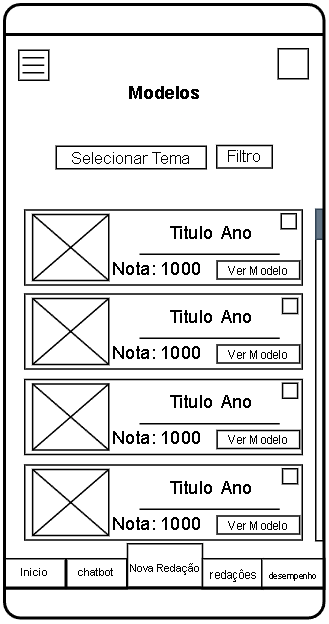 Modelos
Selecionar Tema Filtro
Titulo Ano
Nota: 1000 Ver Modelo
Titulo Ano
Nota: 1000 Ver Modelo
Titulo Ano
Nota: 1000 Ver Modelo
Titulo Ano
Nota: 1000 Ver Modelo
Inicio chatbot Nova Redação redações desempenho